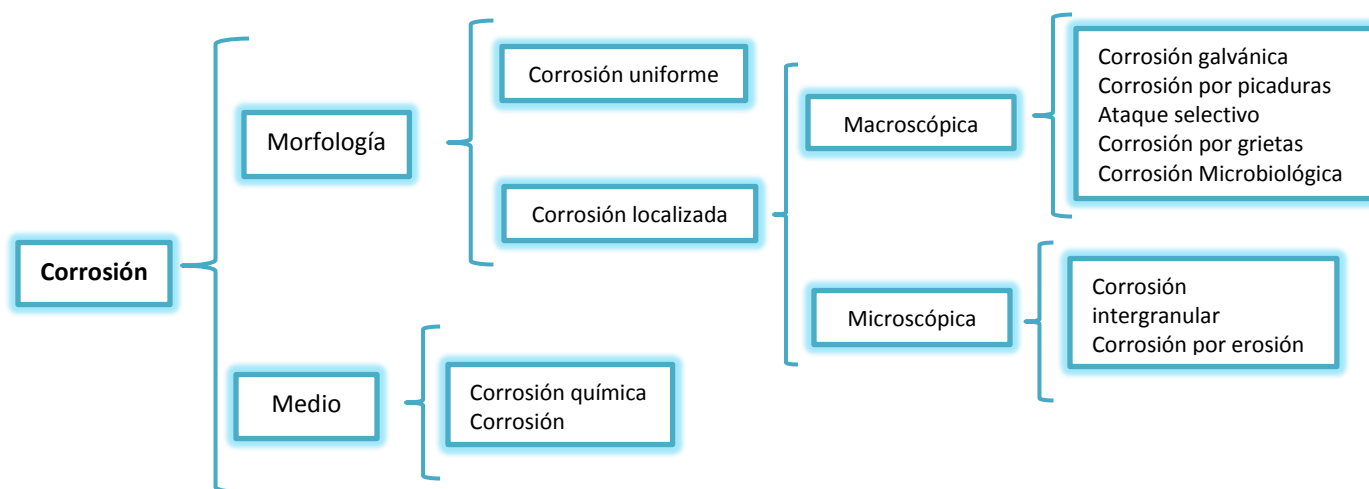 Corrosión
Morfología
Corrosión uniforme
Corrosión localizada
Macroscópica
Corrosión galvánica
Corrosión por picaduras
Ataque selectivo
Corrosión por grietas
Corrosión Microbiológica
Microscópica
Corrosión
intergranular
Corrosión por erosión
Medio
Corrosión química
Corrosión